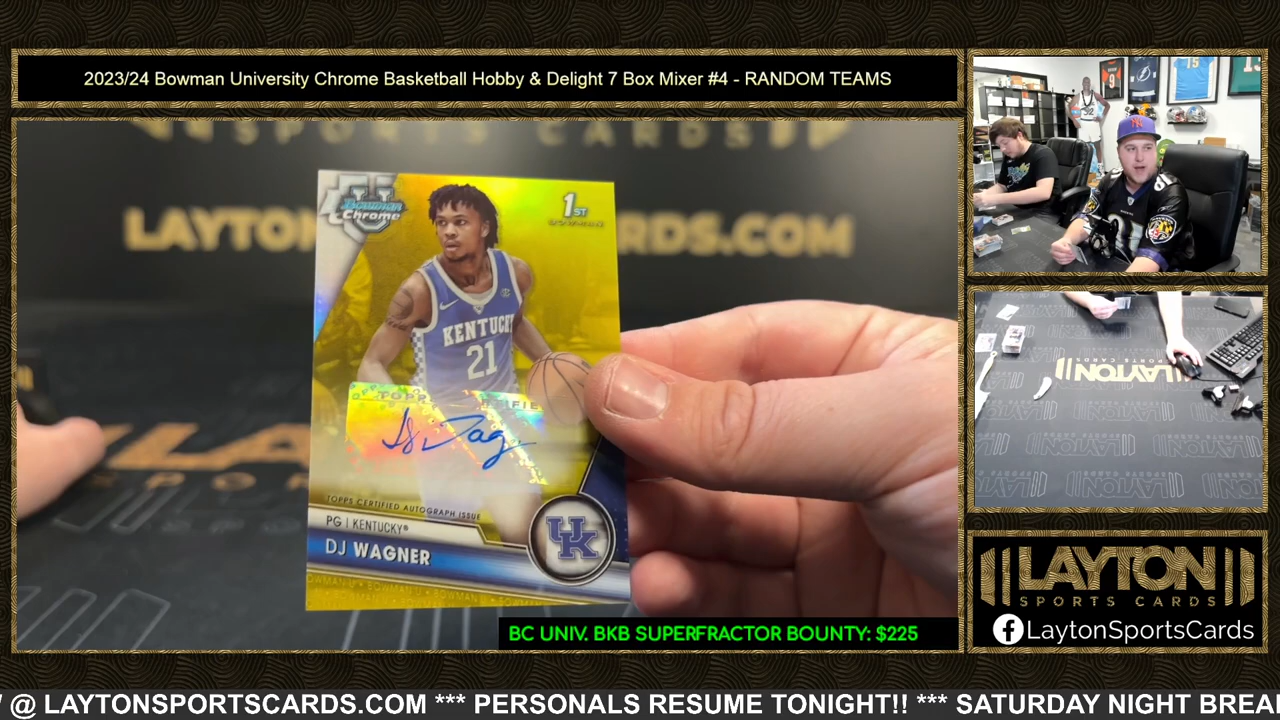 2023/24 Bowman University Chrome Basketball Hobby & Delight 7 Box Mixer #4 - RANDOM TEAMS
Bowman
Chrome
1ST
BOWMAN
KENTUCKY
21
TOPPS CERTIFIED AUTOGRAPH ISSUE
PG | KENTUCKY®
DJ WAGNER
UK
BC UNIV. BKB SUPERFRACTOR BOUNTY: $225
LAYTON
SPORTS CARDS
LaytonSportsCards
@ LAYTONSPORTSCARDS.COM *** PERSONALS RESUME TONIGHT!! *** SATURDAY NIGHT